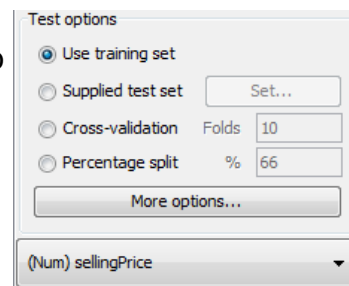 Test options
Use training set
Supplied test set Set...
Cross-validation Folds 10
Percentage split % 66
More options...
(Num) sellingPrice